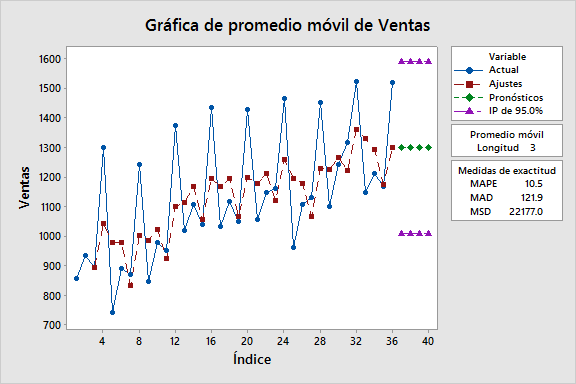 Gráfica de promedio móvil de Ventas
Ventas
1600
1500
1400
1300
1200
1100
1000
900
800
700
4 8 12 16 20 24 28 32 36 40
Índice
Variable
Actual
Ajustes
Pronósticos
IP de 95.0%
Promedio móvil
Longitud 3
Medidas de exactitud
MAPE 10.5
MAD 121.9
MSD 22177.0